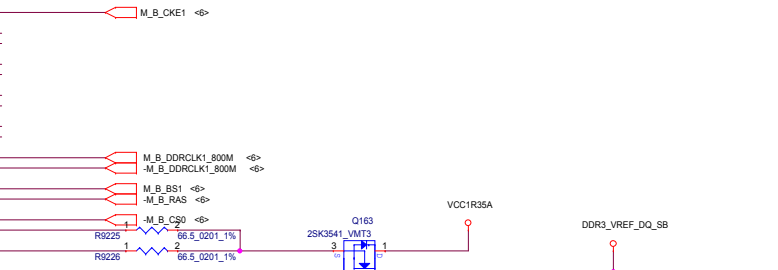 M_B_CKE1 <6>
M_B_DDRCLK1_800M <6>
-M_B_DDRCLK1_800M <6>
M_B_BS1 <6>
-M_B_RAS <6>
-M_B_CS0 <6>
VCC1R35A
DDR3_VREF_DQ_SB
Q163
2SK3541_VMT3
1 2
R9225 66.5_0201_1%
1 2
R9226 66.5_0201_1%
3 1
S D